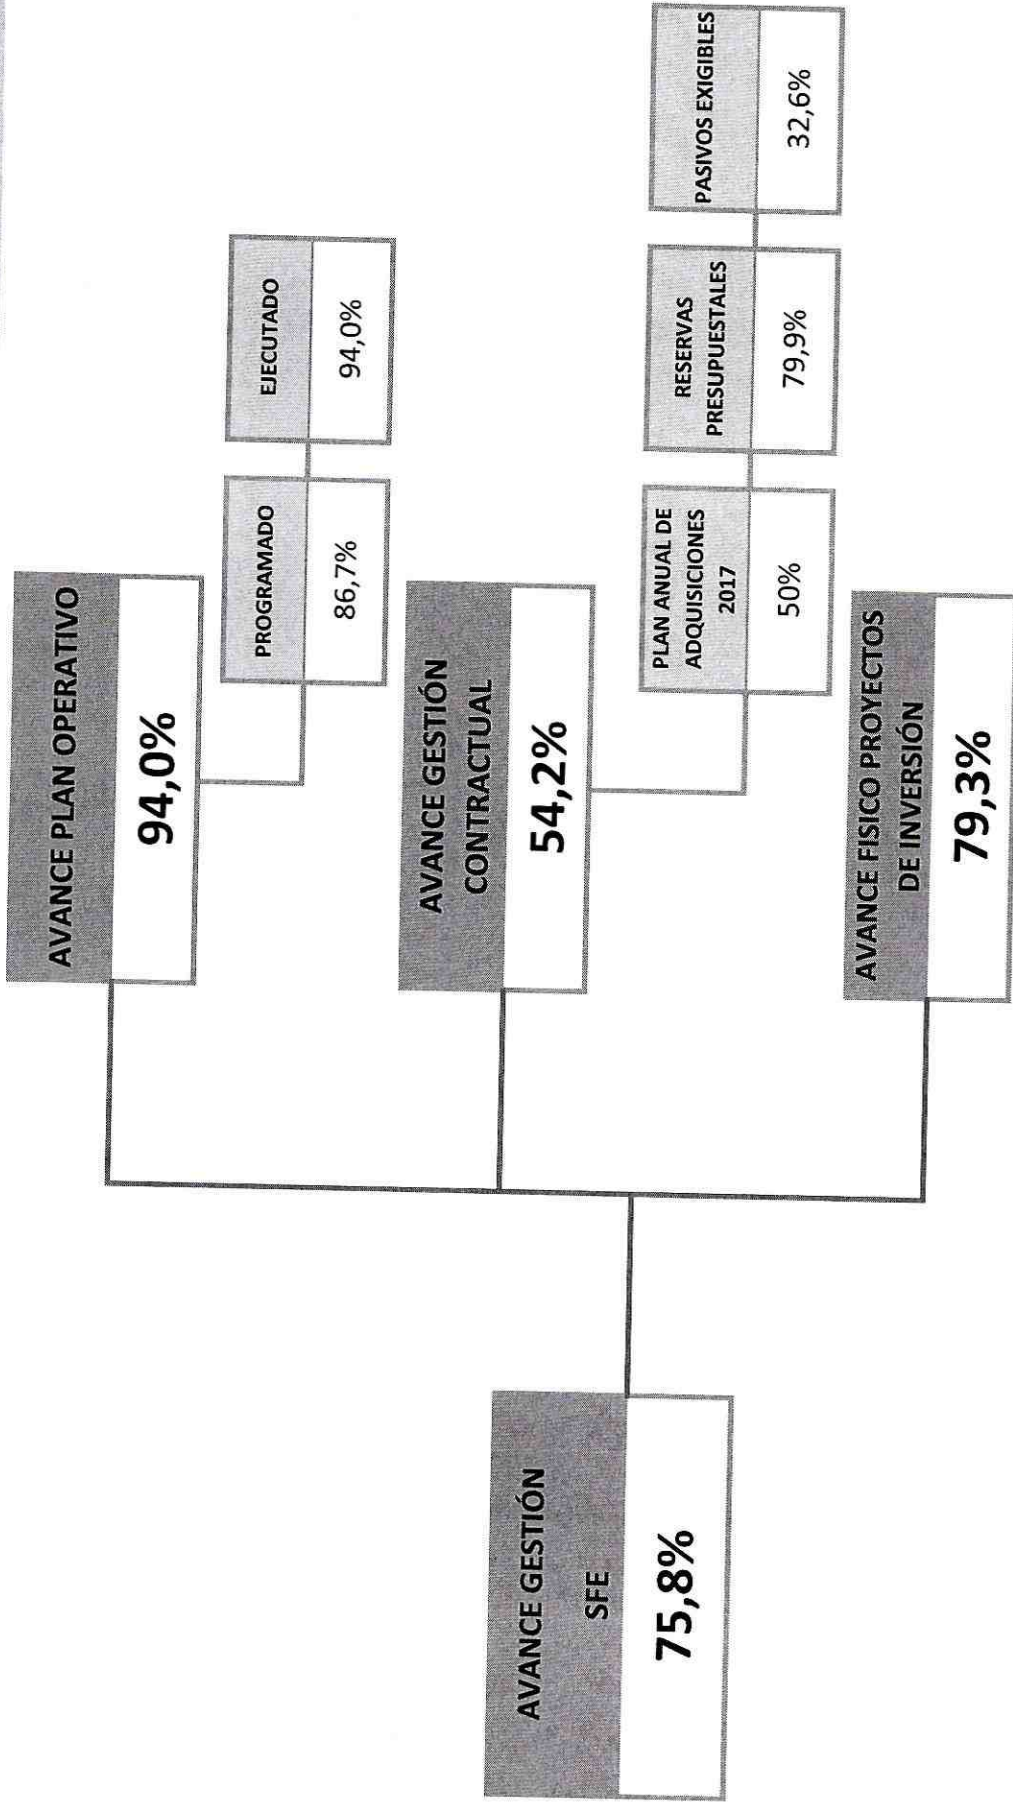 AVANCE GESTIÓN
SFE
75,8%
AVANCE PLAN OPERATIVO
94,0%
PROGRAMADO
86,7%
EJECUTADO
94,0%
AVANCE GESTIÓN
CONTRACTUAL
54,2%
PLAN ANUAL DE
ADQUISICIONES
2017
50%
RESERVAS
PRESUPUESTALES
79,9%
PASIVOS EXIGIBLES
32,6%
AVANCE FISICO PROYECTOS
DE INVERSIÓN
79,3%